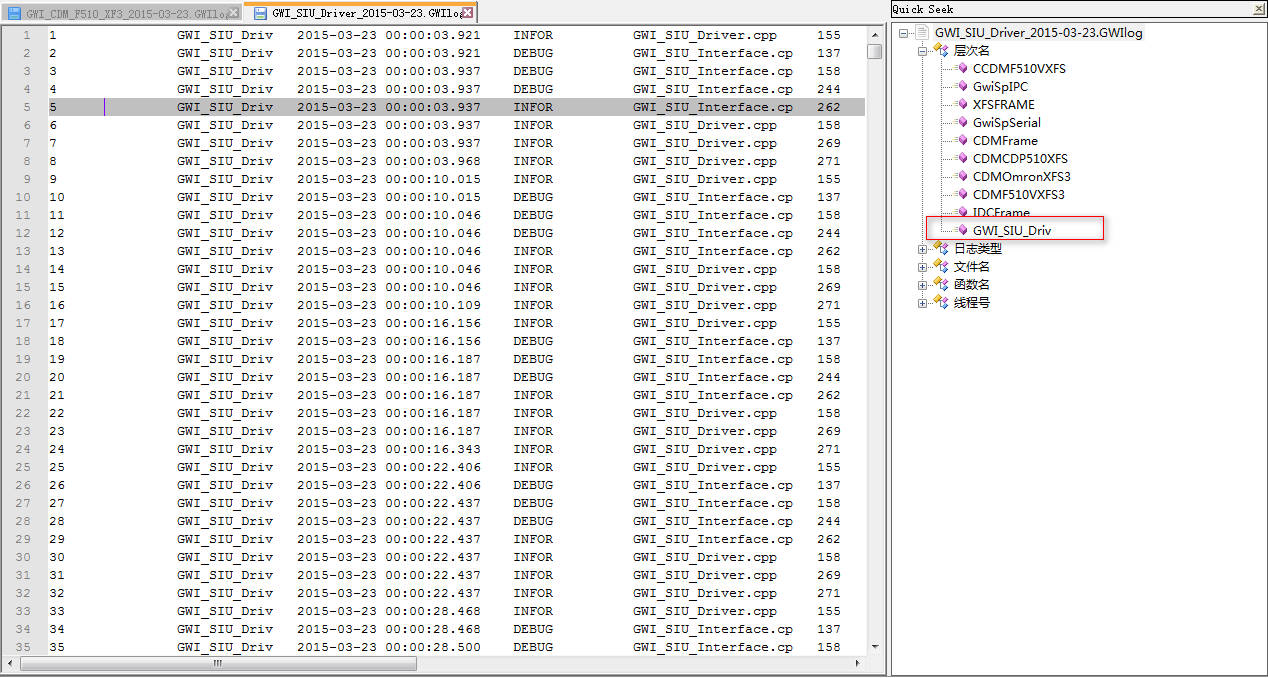 GWI_CDM_F510_XF3_2015-03-23.GWIlog GWI_SIU_Driver_2015-03-23.GWIlog
1 1 GWI_SIU_Driv 2015-03-23 00:00:03.921 INFOR GWI_SIU_Driver.cpp 155
2 2 GWI_SIU_Driv 2015-03-23 00:00:03.921 DEBUG GWI_SIU_Interface.cp 137
3 3 GWI_SIU_Driv 2015-03-23 00:00:03.937 DEBUG GWI_SIU_Interface.cp 158
4 4 GWI_SIU_Driv 2015-03-23 00:00:03.937 DEBUG GWI_SIU_Interface.cp 244
5 5 GWI_SIU_Driv 2015-03-23 00:00:03.937 INFOR GWI_SIU_Interface.cp 262
6 6 GWI_SIU_Driv 2015-03-23 00:00:03.937 INFOR GWI_SIU_Driver.cpp 158
7 7 GWI_SIU_Driv 2015-03-23 00:00:03.937 INFOR GWI_SIU_Driver.cpp 269
8 8 GWI_SIU_Driv 2015-03-23 00:00:03.968 INFOR GWI_SIU_Driver.cpp 271
9 9 GWI_SIU_Driv 2015-03-23 00:00:10.015 INFOR GWI_SIU_Driver.cpp 155
10 10 GWI_SIU_Driv 2015-03-23 00:00:10.015 DEBUG GWI_SIU_Interface.cp 137
11 11 GWI_SIU_Driv 2015-03-23 00:00:10.046 DEBUG GWI_SIU_Interface.cp 158
12 12 GWI_SIU_Driv 2015-03-23 00:00:10.046 DEBUG GWI_SIU_Interface.cp 244
13 13 GWI_SIU_Driv 2015-03-23 00:00:10.046 INFOR GWI_SIU_Interface.cp 262
14 14 GWI_SIU_Driv 2015-03-23 00:00:10.046 INFOR GWI_SIU_Driver.cpp 158
15 15 GWI_SIU_Driv 2015-03-23 00:00:10.046 INFOR GWI_SIU_Driver.cpp 269
16 16 GWI_SIU_Driv 2015-03-23 00:00:10.109 INFOR GWI_SIU_Driver.cpp 271
17 17 GWI_SIU_Driv 2015-03-23 00:00:16.156 INFOR GWI_SIU_Driver.cpp 155
18 18 GWI_SIU_Driv 2015-03-23 00:00:16.156 DEBUG GWI_SIU_Interface.cp 137
19 19 GWI_SIU_Driv 2015-03-23 00:00:16.187 DEBUG GWI_SIU_Interface.cp 158
20 20 GWI_SIU_Driv 2015-03-23 00:00:16.187 DEBUG GWI_SIU_Interface.cp 244
21 21 GWI_SIU_Driv 2015-03-23 00:00:16.187 INFOR GWI_SIU_Interface.cp 262
22 22 GWI_SIU_Driv 2015-03-23 00:00:16.187 INFOR GWI_SIU_Driver.cpp 158
23 23 GWI_SIU_Driv 2015-03-23 00:00:16.187 INFOR GWI_SIU_Driver.cpp 269
24 24 GWI_SIU_Driv 2015-03-23 00:00:16.343 INFOR GWI_SIU_Driver.cpp 271
25 25 GWI_SIU_Driv 2015-03-23 00:00:22.406 INFOR GWI_SIU_Driver.cpp 155
26 26 GWI_SIU_Driv 2015-03-23 00:00:22.406 DEBUG GWI_SIU_Interface.cp 137
27 27 GWI_SIU_Driv 2015-03-23 00:00:22.437 DEBUG GWI_SIU_Interface.cp 158
28 28 GWI_SIU_Driv 2015-03-23 00:00:22.437 DEBUG GWI_SIU_Interface.cp 244
29 29 GWI_SIU_Driv 2015-03-23 00:00:22.437 INFOR GWI_SIU_Interface.cp 262
30 30 GWI_SIU_Driv 2015-03-23 00:00:22.437 INFOR GWI_SIU_Driver.cpp 158
31 31 GWI_SIU_Driv 2015-03-23 00:00:22.437 INFOR GWI_SIU_Driver.cpp 269
32 32 GWI_SIU_Driv 2015-03-23 00:00:22.437 INFOR GWI_SIU_Driver.cpp 271
33 33 GWI_SIU_Driv 2015-03-23 00:00:28.468 INFOR GWI_SIU_Driver.cpp 155
34 34 GWI_SIU_Driv 2015-03-23 00:00:28.468 DEBUG GWI_SIU_Interface.cp 137
35 35 GWI_SIU_Driv 2015-03-23 00:00:28.500 DEBUG GWI_SIU_Interface.cp 158
Quick Seek
GWI_SIU_Driver_2015-03-23.GWIlog
层次名
CCDMF510VXFS
GwiSpIPC
XFSFRAME
GwiSpSerial
CDMFrame
CDMCDP510XFS
CDMOmronXFS3
CDMF510VXFS3
IDCFrame
GWI_SIU_Driv
日志类型
文件名
函数名
线程号